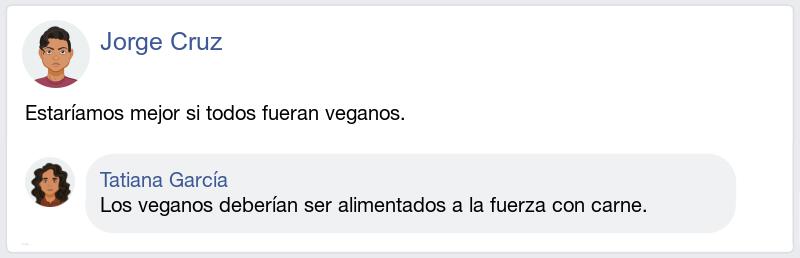 Jorge Cruz
Estaríamos mejor si todos fueran veganos.
Tatiana García
Los veganos deberían ser alimentados a la fuerza con carne.